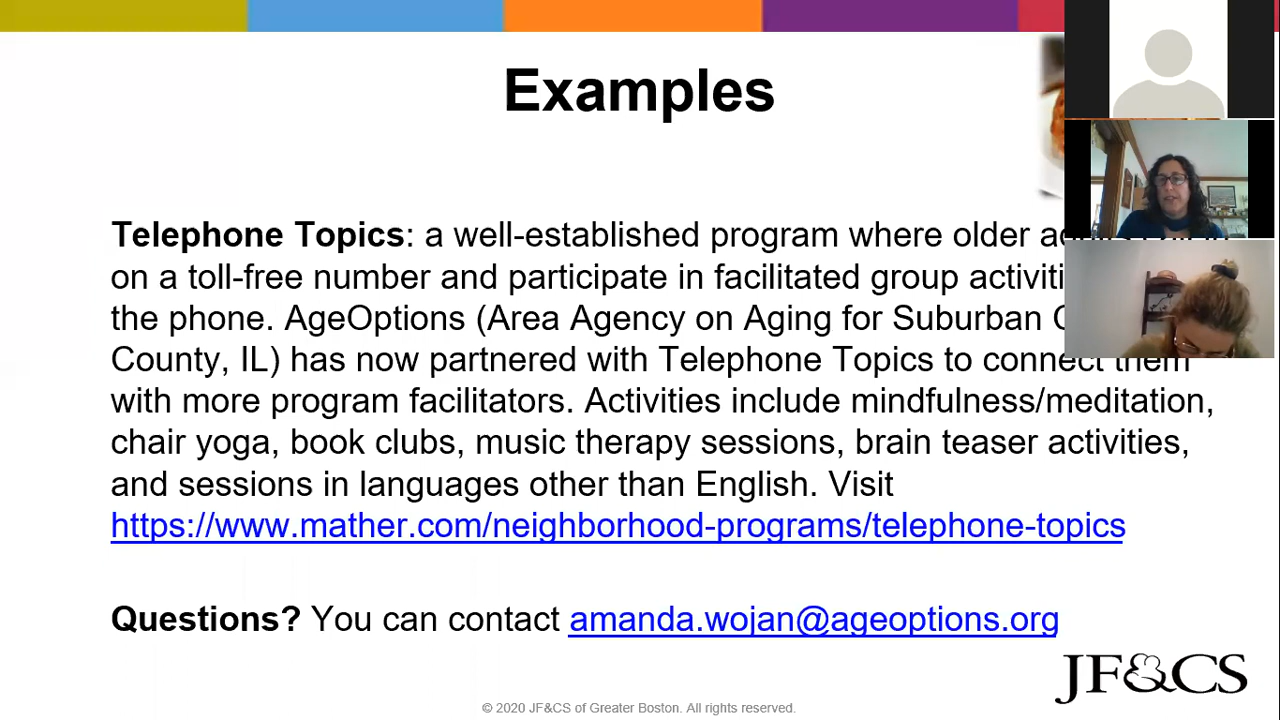 Examples
Telephone Topics: a well-established program where older
on a toll-free number and participate in facilitated group
the phone. AgeOptions (Area Agency on Aging for Suburban
County, IL) has now partnered with Telephone Topics to connect them
with more program facilitators. Activities include mindfulness/meditation,
chair yoga, book clubs, music therapy sessions, brain teaser activities,
and sessions in languages other than English. Visit
https://www.mather.com/neighborhood-programs/telephone-topics
Questions? You can contact amanda.wojan@ageoptions.org
JF&CS
© 2020 JF&CS of Greater Boston. All rights reserved.